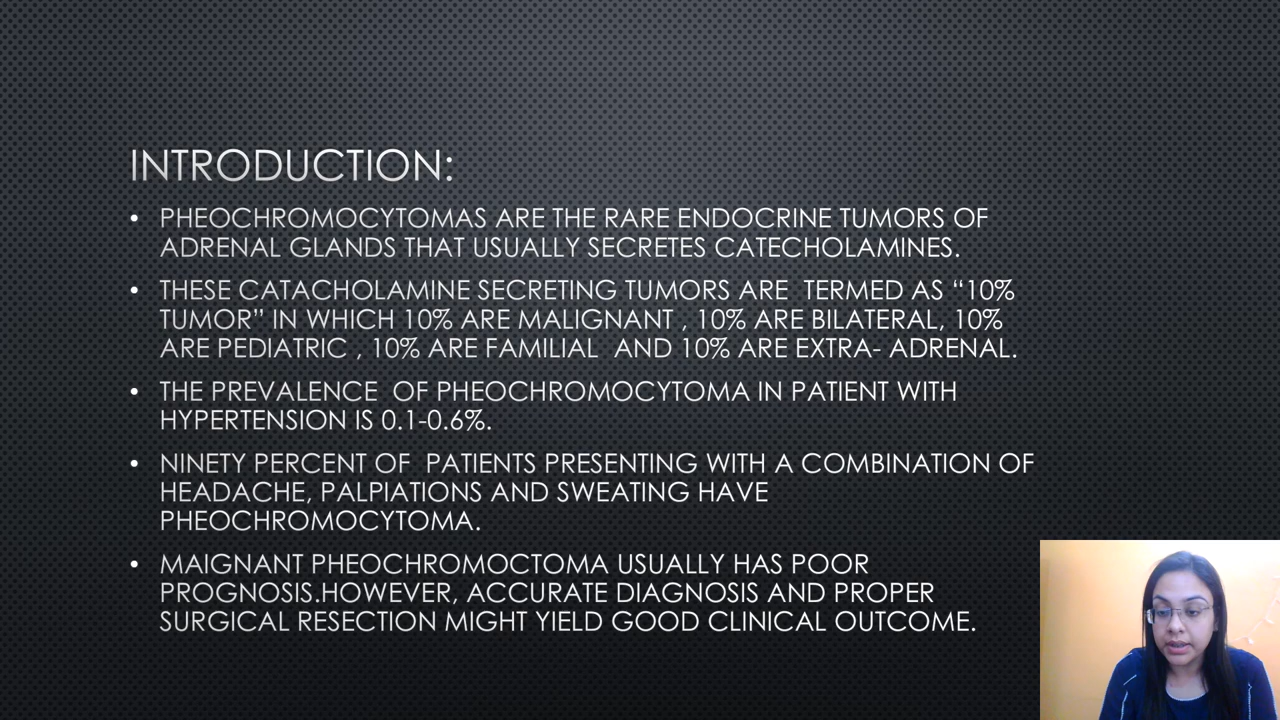 INTRODUCTION:
• PHEOCHROMOCYTOMAS ARE THE RARE ENDOCRINE TUMORS OF
ADRENAL GLANDS THAT USUALLY SECRETES CATECHOLAMINES.
• THESE CATACHOLAMINE SECRETING TUMORS ARE TERMED AS “10%
TUMOR” IN WHICH 10% ARE MALIGNANT , 10% ARE BILATERAL, 10%
ARE PEDIATRIC , 10% ARE FAMILIAL AND 10% ARE EXTRA- ADRENAL.
• THE PREVALENCE OF PHEOCHROMOCYTOMA IN PATIENT WITH
HYPERTENSION IS 0.1-0.6%.
• NINETY PERCENT OF PATIENTS PRESENTING WITH A COMBINATION OF
HEADACHE, PALPIATIONS AND SWEATING HAVE
PHEOCHROMOCYTOMA.
• MAIGNANT PHEOCHROMOCTOMA USUALLY HAS POOR
PROGNOSIS.HOWEVER, ACCURATE DIAGNOSIS AND PROPER
SURGICAL RESECTION MIGHT YIELD GOOD CLINICAL OUTCOME.